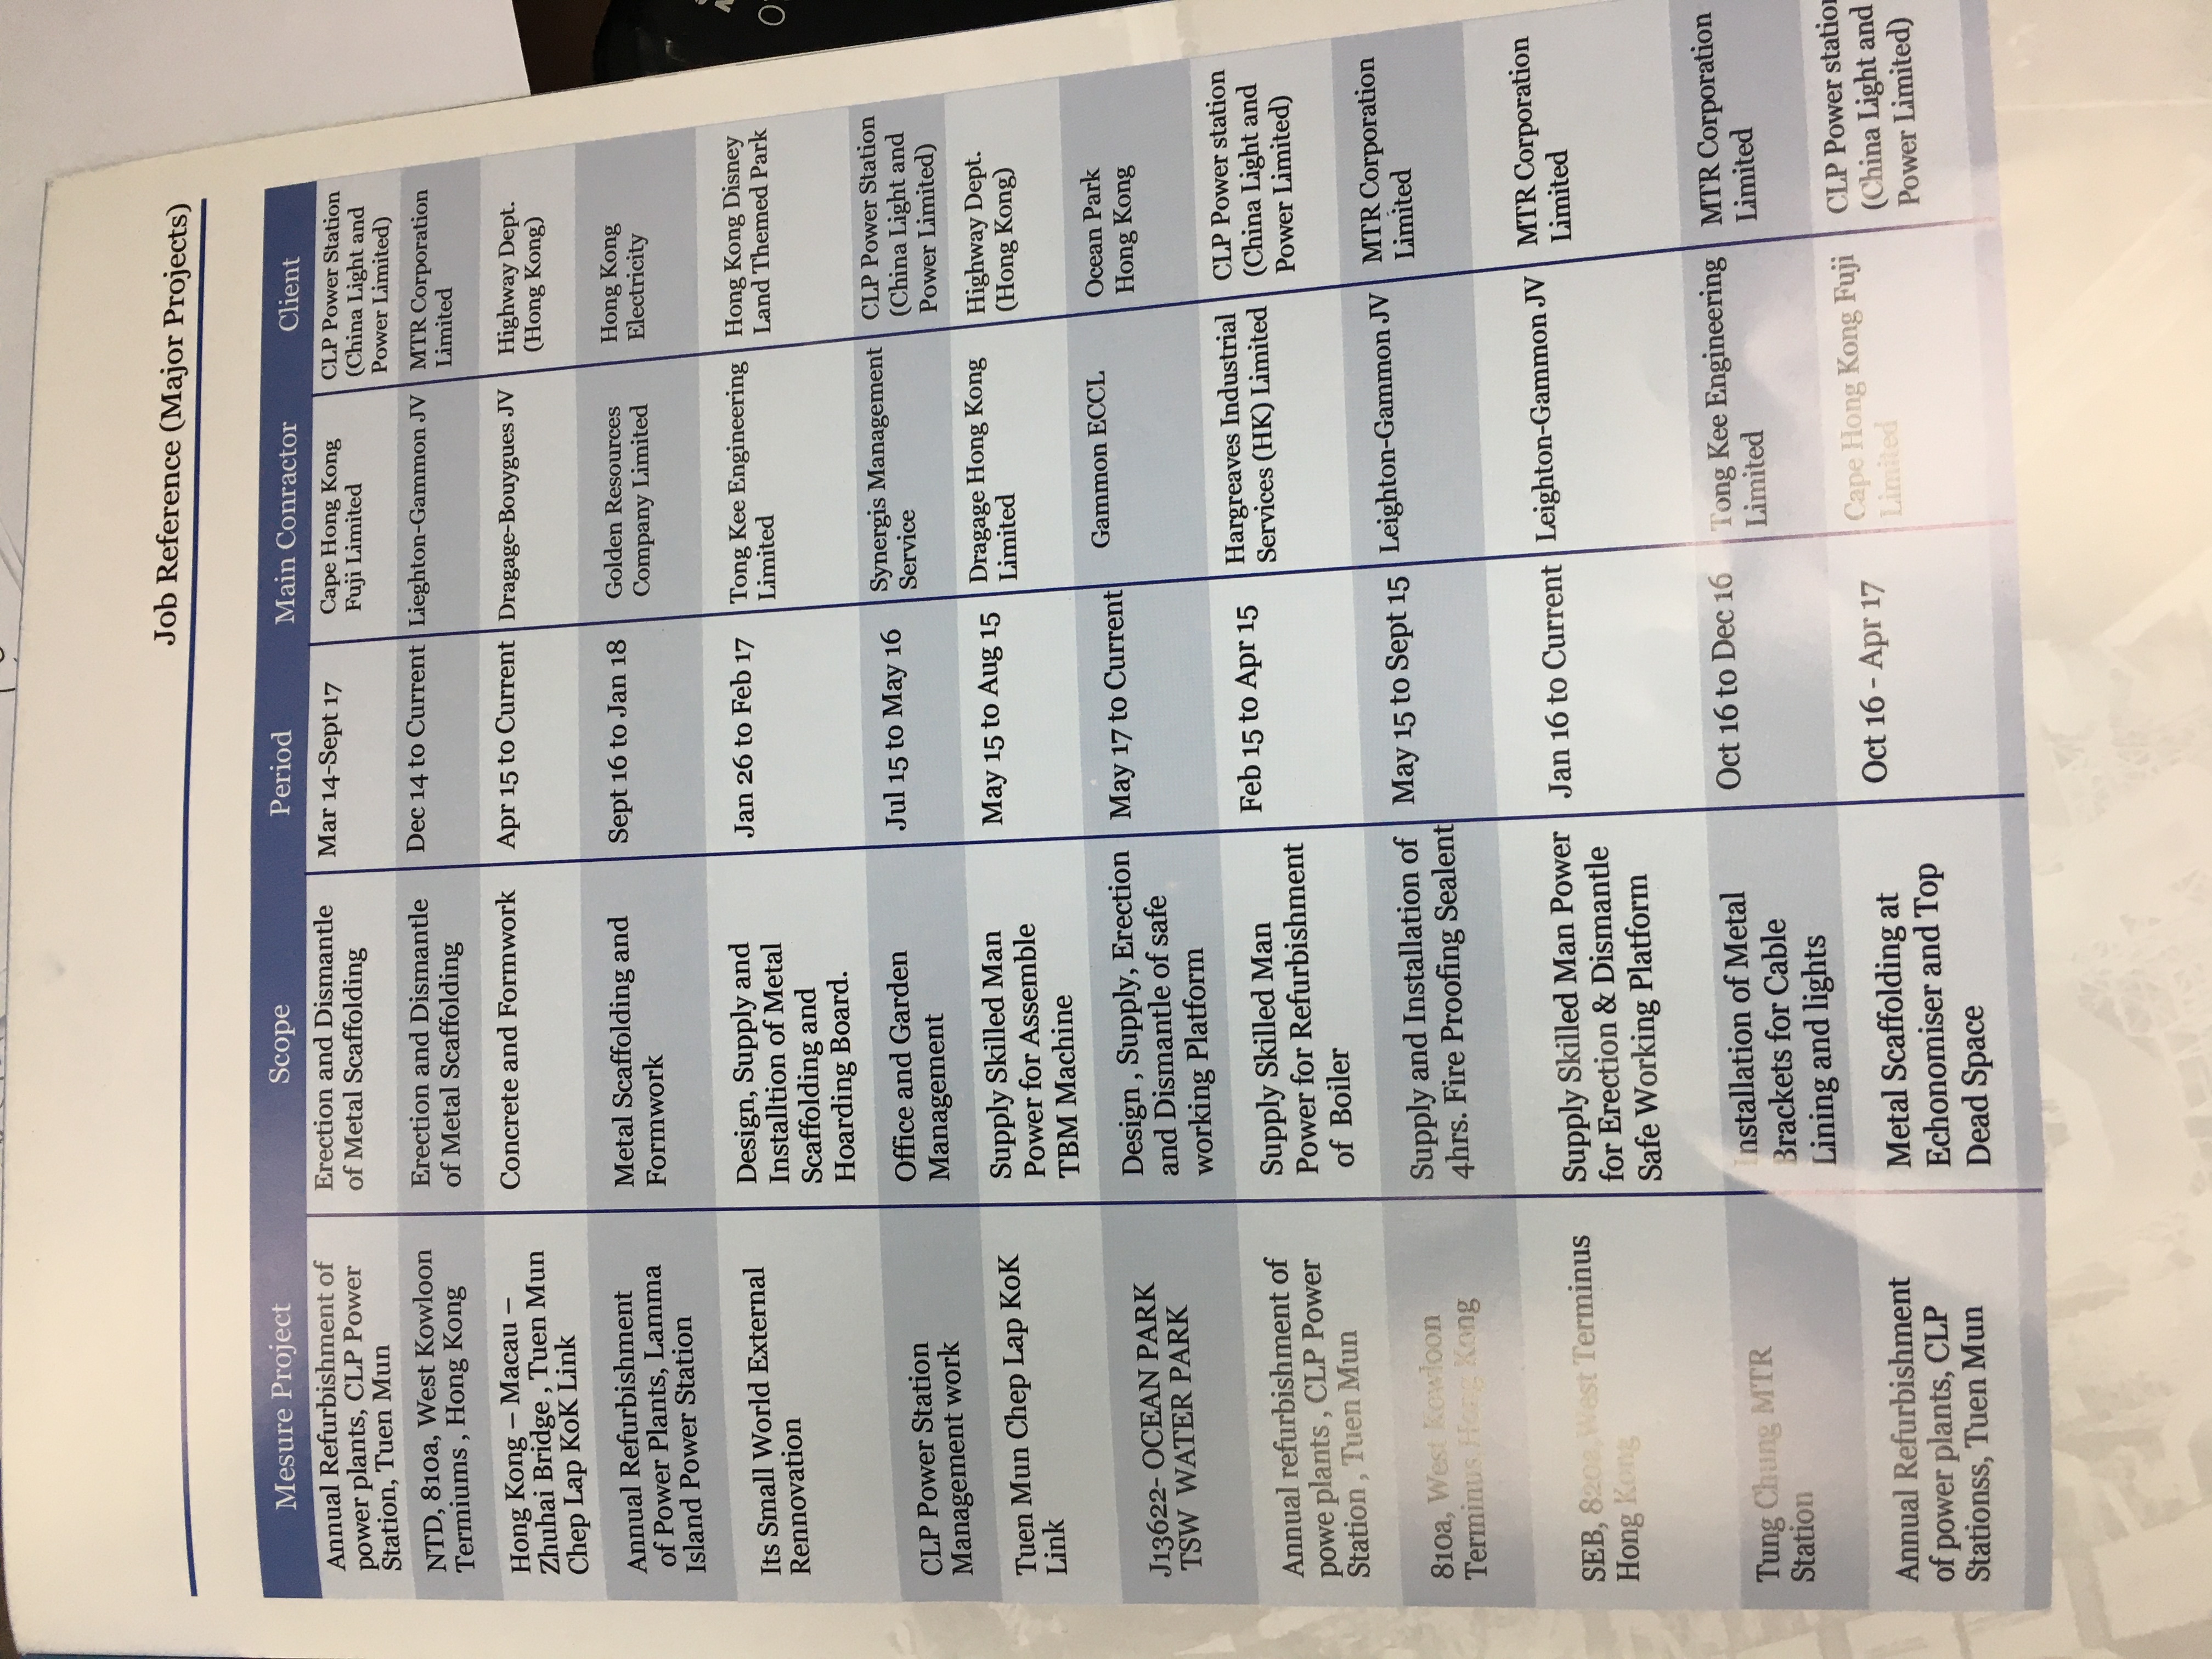 Job Reference (Major Projects)
Mesure Project
Scope
Period
Main Conractor
Client
Annual Refurbishment of
power plants, CLP Power
Station, Tuen Mun
Erection and Dismantle
of Metal Scaffolding
Mar 14-Sept 17
Cape Hong Kong
Fuji Limited
CLP Power Station
(China Light and
Power Limited)
NTD, 810a, West Kowloon
Termiums , Hong Kong
Erection and Dismantle
of Metal Scaffolding
Dec 14 to Current
Lieghton-Gammon JV
MTR Corporation
Limited
Hong Kong – Macau –
Zhuhai Bridge , Tuen Mun
Chep Lap KoK Link
Concrete and Formwork
Apr 15 to Current
Dragage-Bouygues JV
Highway Dept.
(Hong Kong)
Annual Refurbishment
of Power Plants, Lamma
Island Power Station
Metal Scaffolding and
Formwork
Sept 16 to Jan 18
Golden Resources
Company Limited
Hong Kong
Electricity
Its Small World External
Rennovation
Design, Supply and
Installtion of Metal
Scaffolding and
Hoarding Board.
Jan 26 to Feb 17
Tong Kee Engineering
Limited
Hong Kong Disney
Land Themed Park
CLP Power Station
Management work
Office and Garden
Management
Jul 15 to May 16
Synergis Management
Service
CLP Power Station
(China Light and
Power Limited)
Tuen Mun Chep Lap KoK
Link
Supply Skilled Man
Power for Assemble
TBM Machine
May 15 to Aug 15
Dragage Hong Kong
Limited
Highway Dept.
(Hong Kong)
J13622- OCEAN PARK
TSW WATER PARK
Design , Supply, Erection
and Dismantle of safe
working Platform
May 17 to Current
Gammon ECCL
Ocean Park
Hong Kong
Annual refurbishment of
powe plants , CLP Power
Station , Tuen Mun
Supply Skilled Man
Power for Refurbishment
of Boiler
Feb 15 to Apr 15
Hargreaves Industrial
Services (HK) Limited
CLP Power station
(China Light and
Power Limited)
810a, West Kowloon
Terminus Hong Kong
Supply and Installation of
4hrs. Fire Proofing Sealent
May 15 to Sept 15
Leighton-Gammon JV
MTR Corporation
Limited
SEB, 820a, West Terminus
Hong Kong
Supply Skilled Man Power
for Erection & Dismantle
Safe Working Platform
Jan 16 to Current
Leighton-Gammon JV
MTR Corporation
Limited
Tung Chung MTR
Station
Installation of Metal
Brackets for Cable
Lining and lights
Oct 16 to Dec 16
Tong Kee Engineering
Limited
MTR Corporation
Limited
Annual Refurbishment
of power plants, CLP
Stationss, Tuen Mun
Metal Scaffolding at
Echonomiser and Top
Dead Space
Oct 16 - Apr 17
Cape Hong Kong Fuji
Limited
CLP Power station
(China Light and
Power Limited)